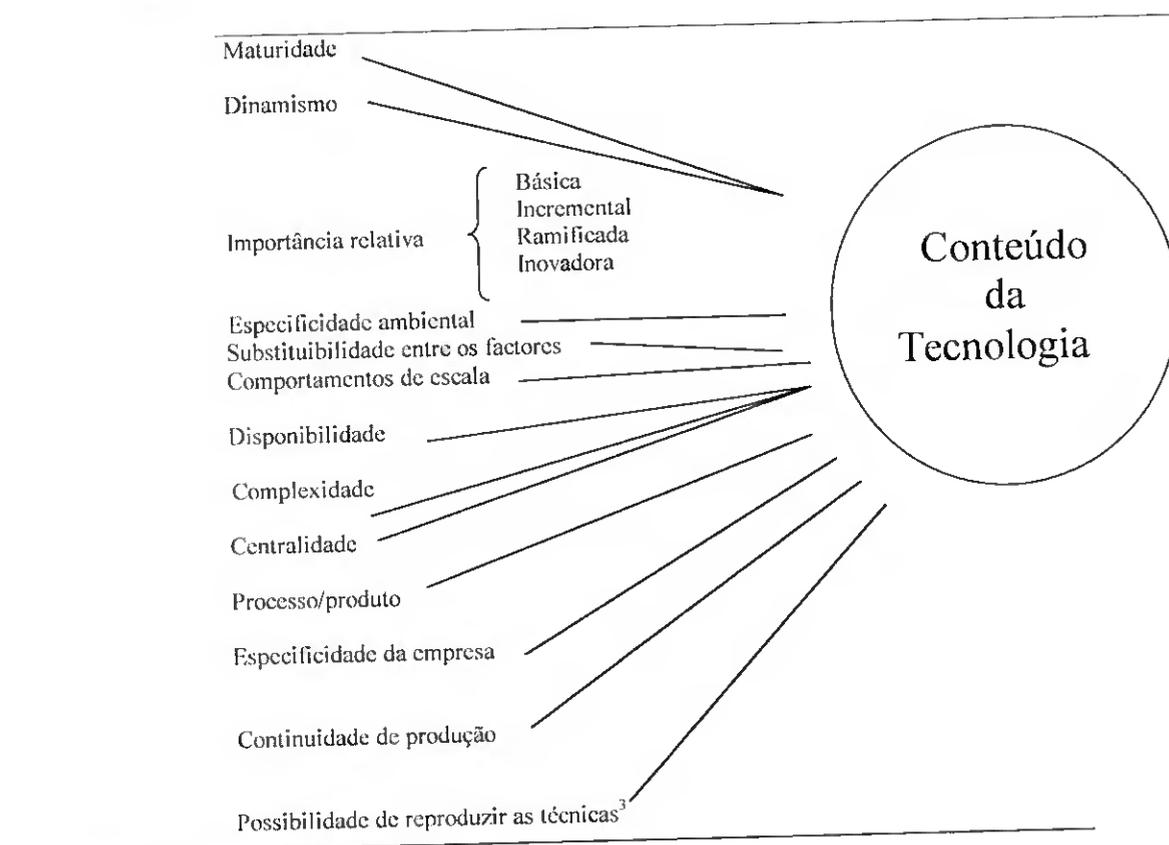 Maturidade
Dinamismo
Importância relativa
Básica
Incremental
Ramificada
Inovadora
Especificidade ambiental
Substituibilidade entre os factores
Comportamentos de escala
Disponibilidade
Complexidade
Centralidade
Processo/produto
Especificidade da empresa
Continuidade de produção
Possibilidade de reproduzir as técnicas³
Conteúdo
da
Tecnologia